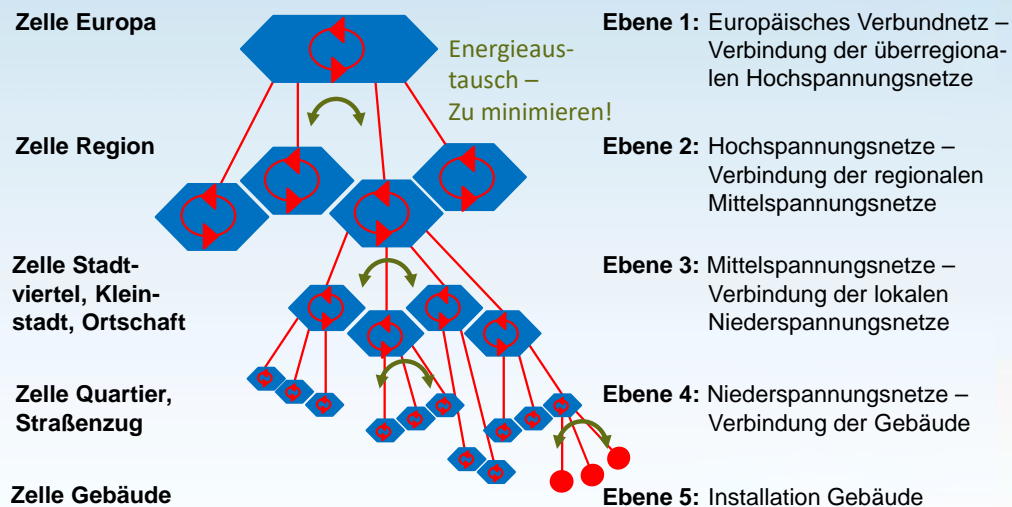 Zelle Europa
Energieaus-
tausch –
Zu minimieren!
Ebene 1: Europäisches Verbundnetz –
Verbindung der überregiona-
len Hochspannungsnetze
Zelle Region
Ebene 2: Hochspannungsnetze –
Verbindung der regionalen
Mittelspannungsnetze
Zelle Stadt-
viertel, Klein-
stadt, Ortschaft
Ebene 3: Mittelspannungsnetze –
Verbindung der lokalen
Niederspannungsnetze
Zelle Quartier,
Straßenzug
Ebene 4: Niederspannungsnetze –
Verbindung der Gebäude
Zelle Gebäude
Ebene 5: Installation Gebäude